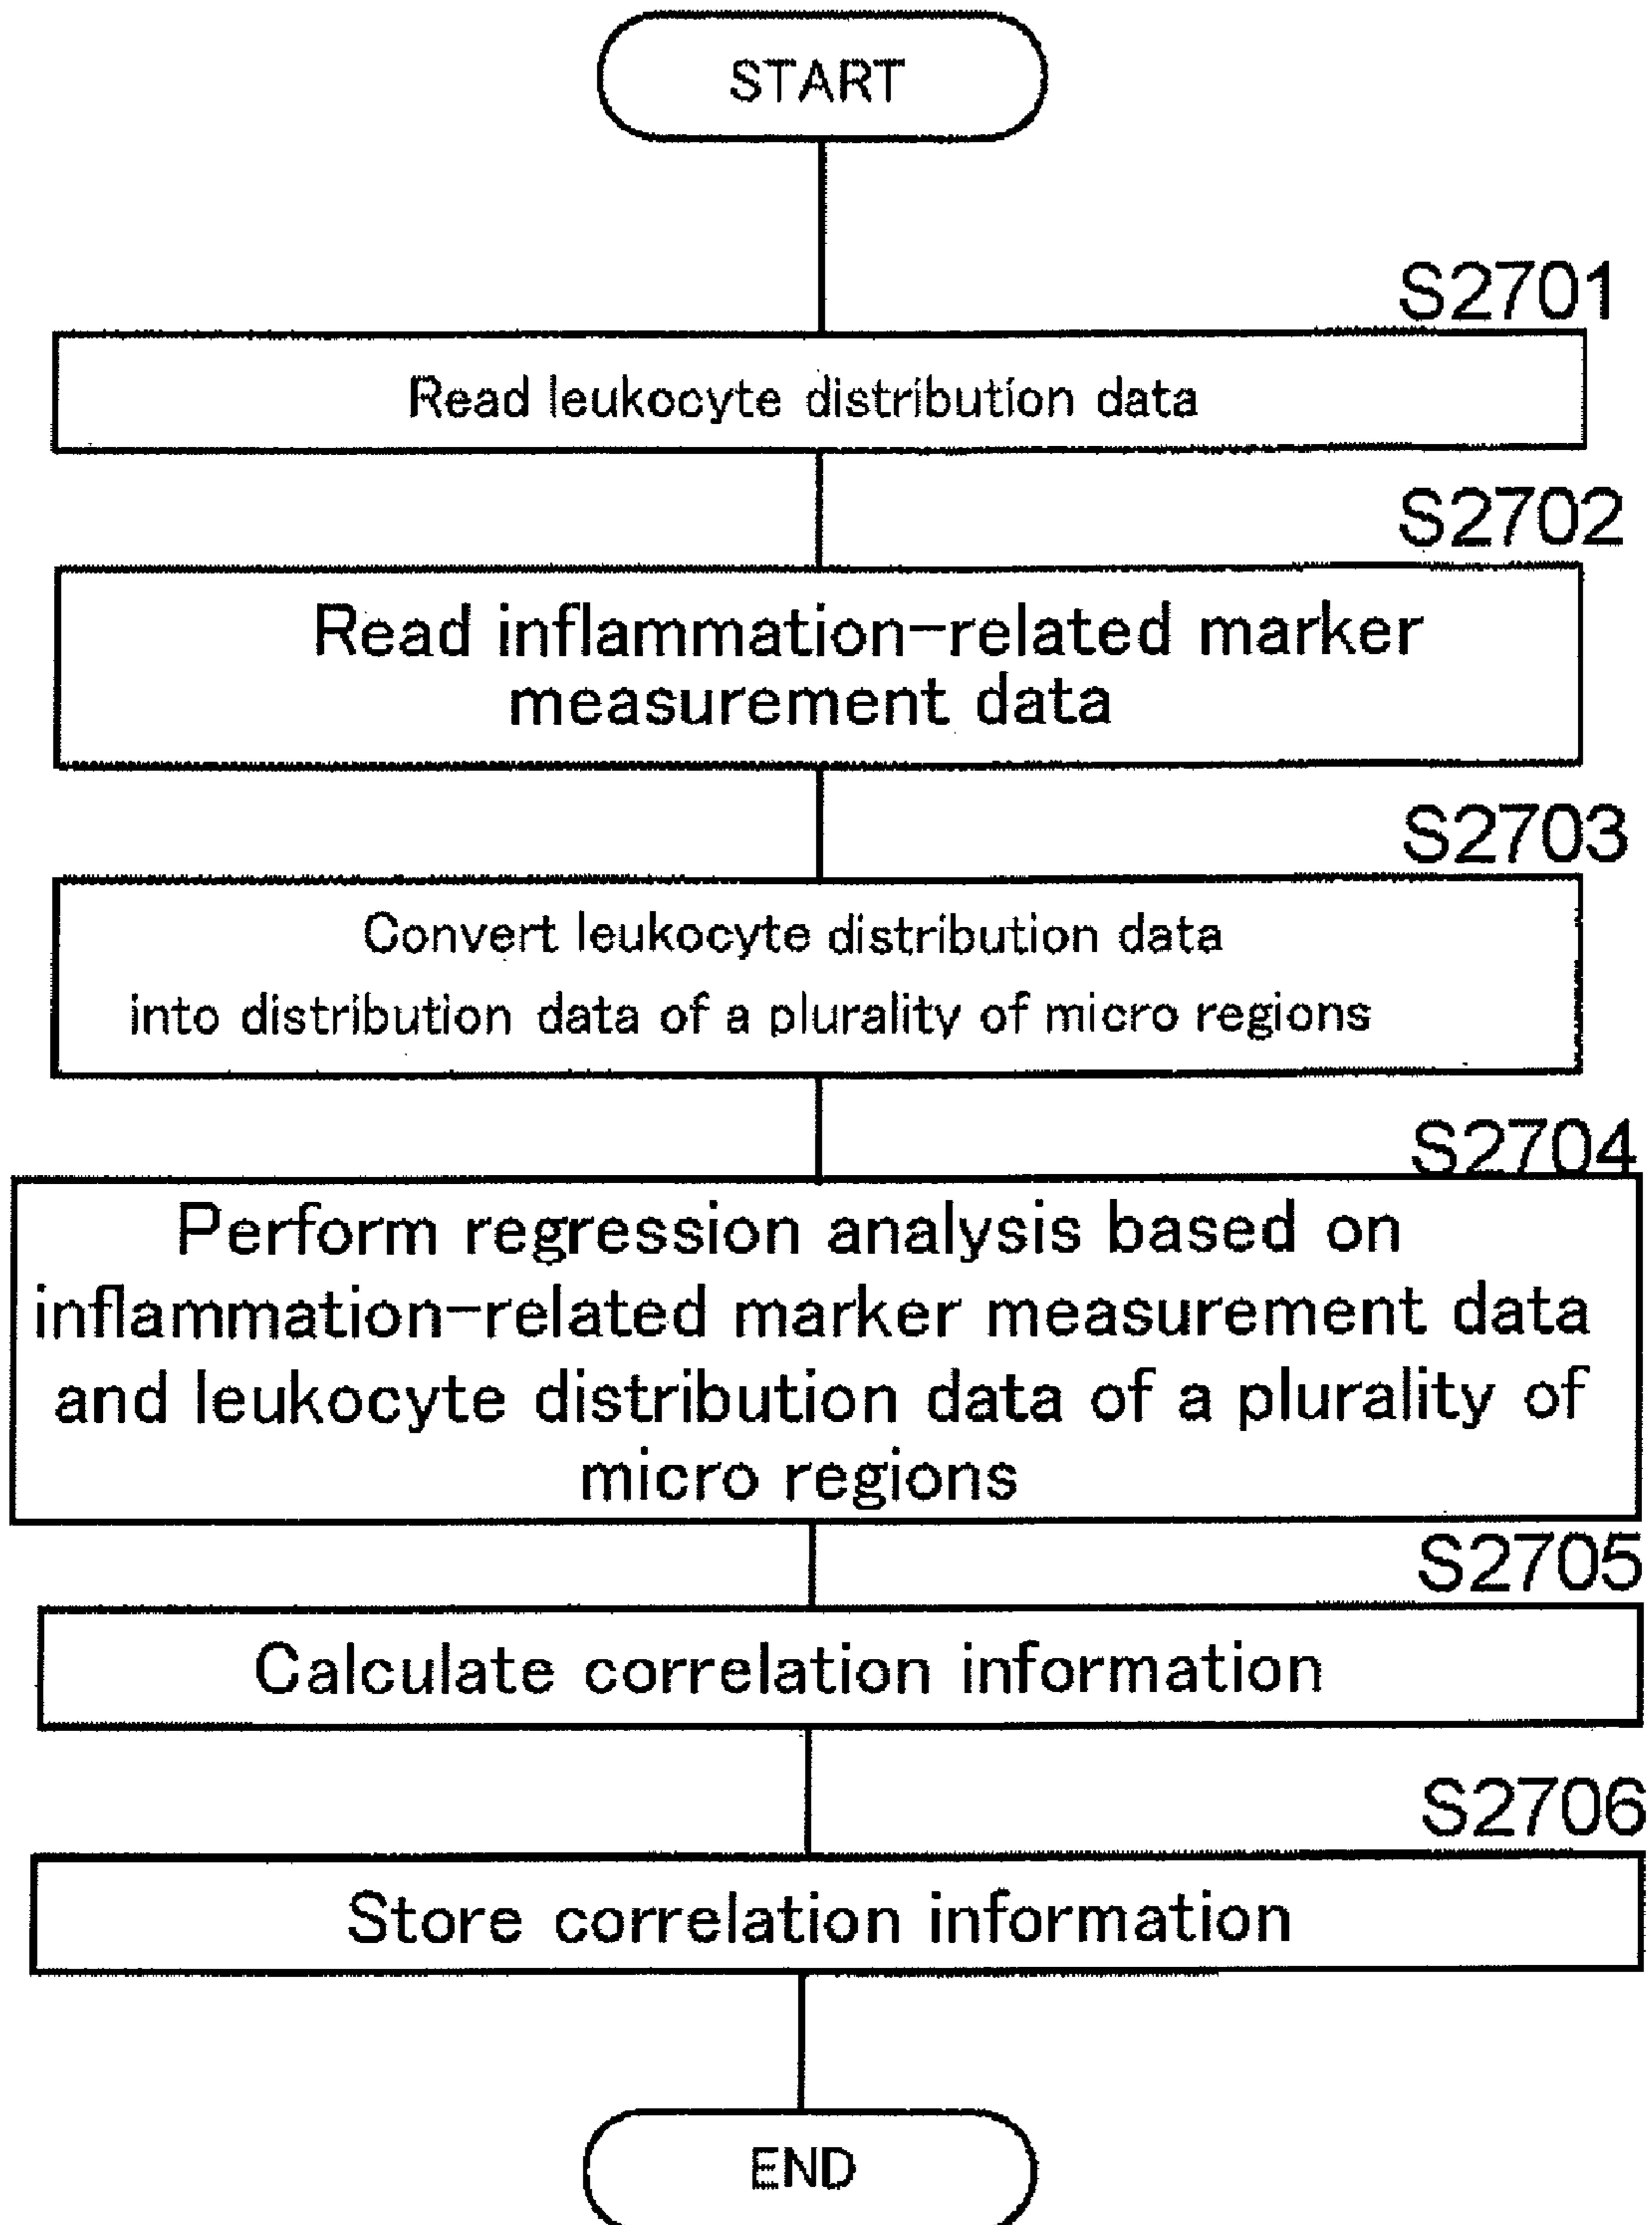 START
S2701
Read leukocyte distribution data
S2702
Read inflammation-related marker
measurement data
S2703
Convert leukocyte distribution data
into distribution data of a plurality of micro regions
S2704
Perform regression analysis based on
inflammation-related marker measurement data
and leukocyte distribution data of a plurality of
micro regions
S2705
Calculate correlation information
S2706
Store correlation information
END